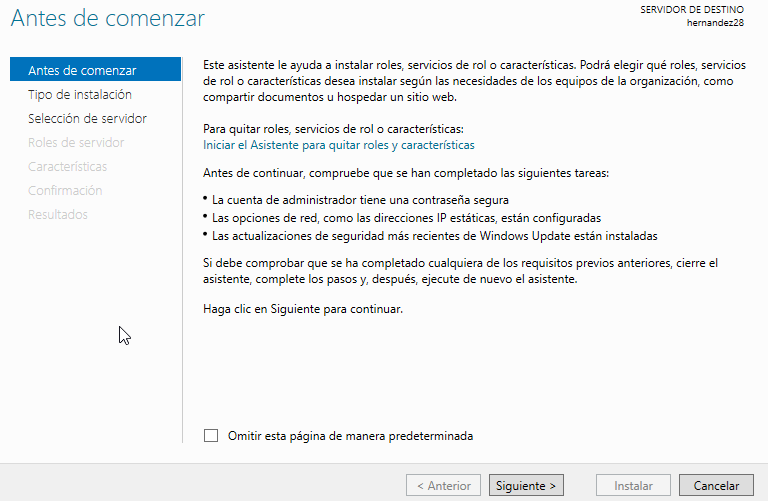 Antes de comenzar
SERVIDOR DE DESTINO
hernandez28
Antes de comenzar
Tipo de instalación
Selección de servidor
Roles de servidor
Características
Confirmación
Resultados
Este asistente le ayuda a instalar roles, servicios de rol o características. Podrá elegir qué roles, servicios
de rol o características desea instalar según las necesidades de los equipos de la organización, como
compartir documentos u hospedar un sitio web.
Para quitar roles, servicios de rol o características:
Iniciar el Asistente para quitar roles y características
Antes de continuar, compruebe que se han completado las siguientes tareas:
• La cuenta de administrador tiene una contraseña segura
• Las opciones de red, como las direcciones IP estáticas, están configuradas
• Las actualizaciones de seguridad más recientes de Windows Update están instaladas
Si debe comprobar que se ha completado cualquiera de los requisitos previos anteriores, cierre el
asistente, complete los pasos y, después, ejecute de nuevo el asistente.
Haga clic en Siguiente para continuar.
Omitir esta página de manera predeterminada
< Anterior
Siguiente >
Instalar
Cancelar